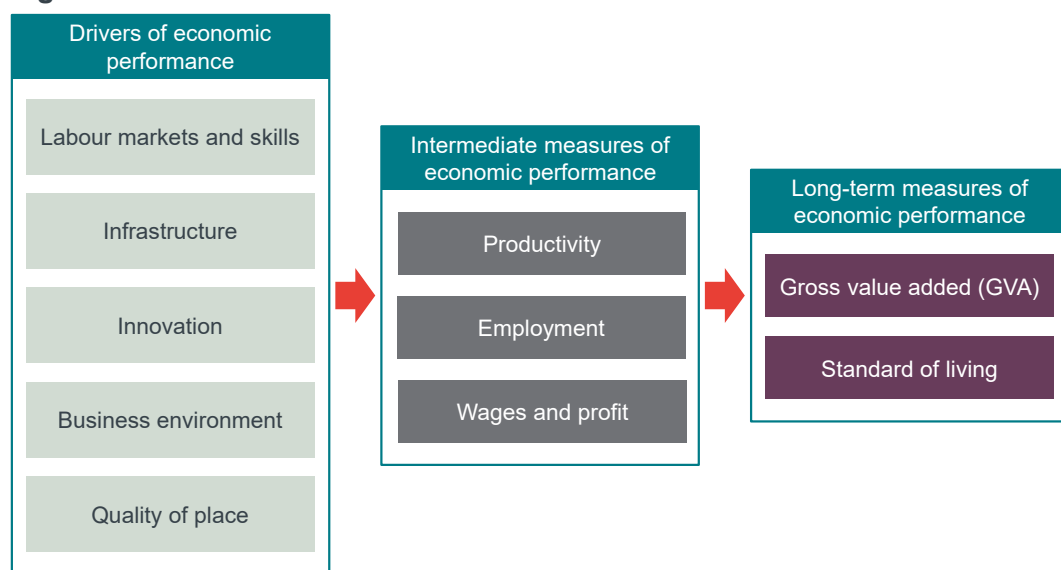 Drivers of economic
performance
Labour markets and skills
Infrastructure
Innovation
Business environment
Quality of place
Intermediate measures of
economic performance
Productivity
Employment
Wages and profit
Long-term measures of
economic performance
Gross value added (GVA)
Standard of living